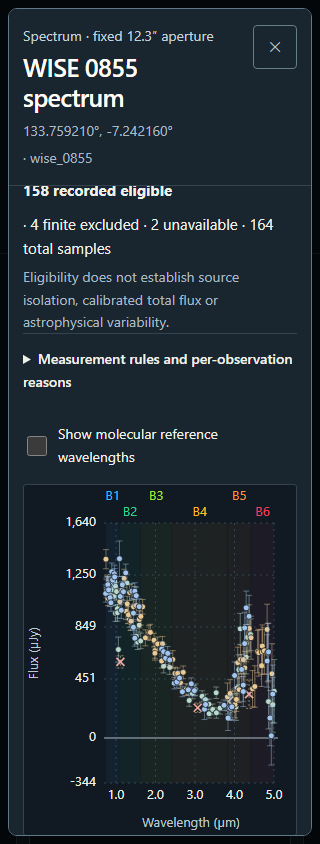 Spectrum · fixed 12.3″ aperture
×
WISE 0855
spectrum
133.759210°, -7.242160°
· wise_0855
158 recorded eligible
· 4 finite excluded · 2 unavailable · 164
total samples
Eligibility does not establish source
isolation, calibrated total flux or
astrophysical variability.
▶ Measurement rules and per-observation
reasons
Show molecular reference
wavelengths
B1 B3 B5
B2 B4 B6
1,640
1,250
849
451
0
-344
Flux (μJy)
1.0 2.0 3.0 4.0 5.0
Wavelength (μm)